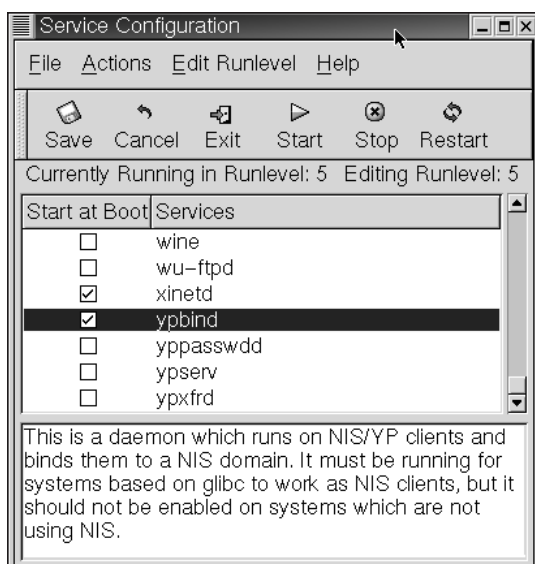 Service Configuration
File Actions Edit Runlevel Help
Save Cancel Exit Start Stop Restart
Currently Running in Runlevel: 5 Editing Runlevel: 5
Start at Boot Services
wine
wu-ftpd
xinetd
ypbind
yppasswdd
ypserv
ypxfrd
This is a daemon which runs on NIS/YP clients and
binds them to a NIS domain. It must be running for
systems based on glibc to work as NIS clients, but it
should not be enabled on systems which are not
using NIS.